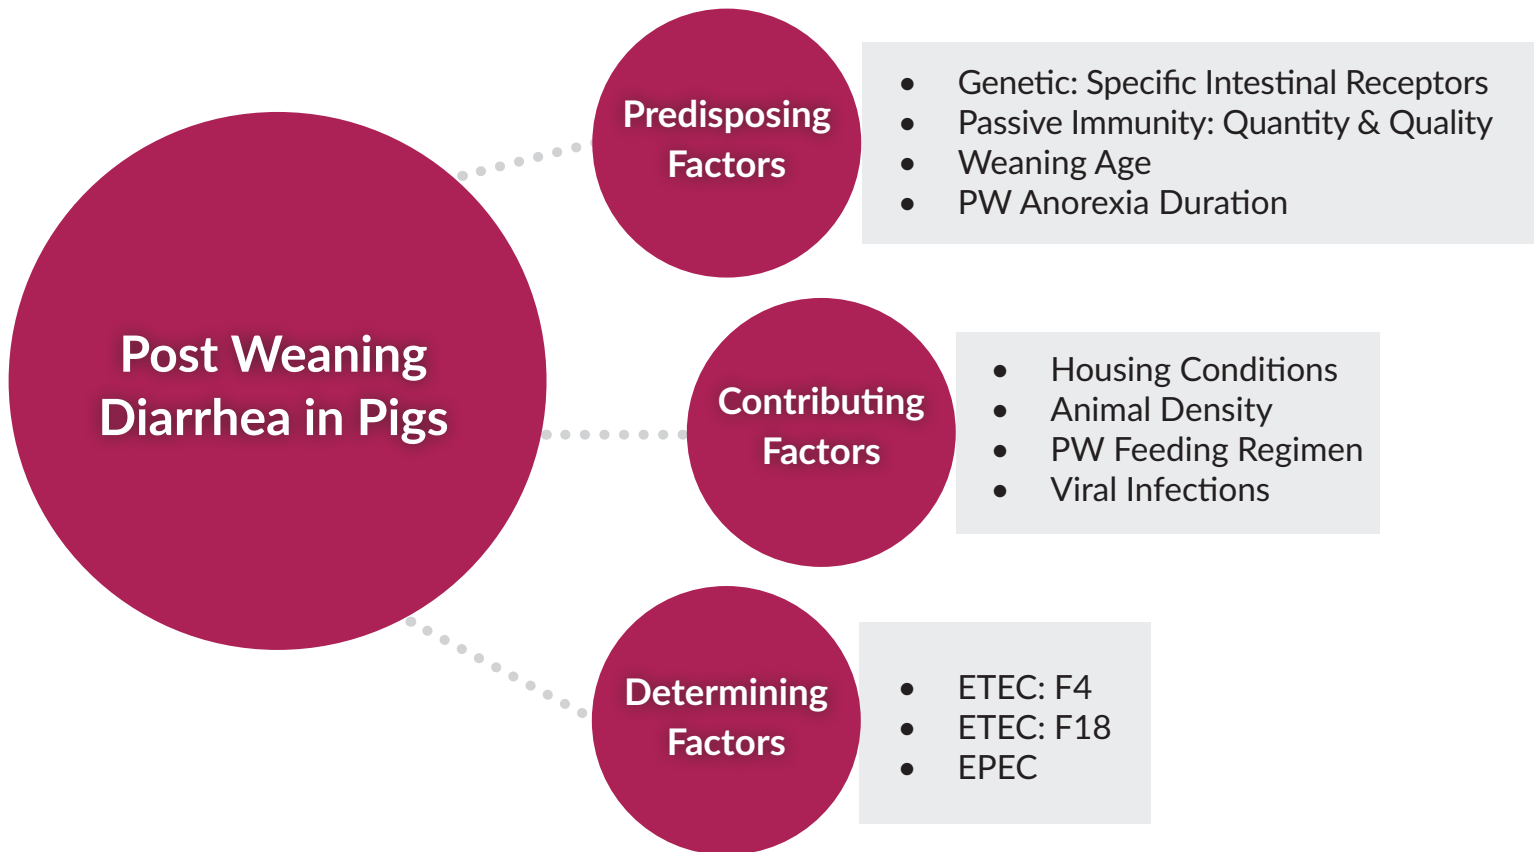 Post Weaning
Diarrhea in Pigs
Predisposing
Factors
• Genetic: Specific Intestinal Receptors
• Passive Immunity: Quantity & Quality
• Weaning Age
• PW Anorexia Duration
Contributing
Factors
• Housing Conditions
• Animal Density
• PW Feeding Regimen
• Viral Infections
Determining
Factors
• ETEC: F4
• ETEC: F18
• EPEC